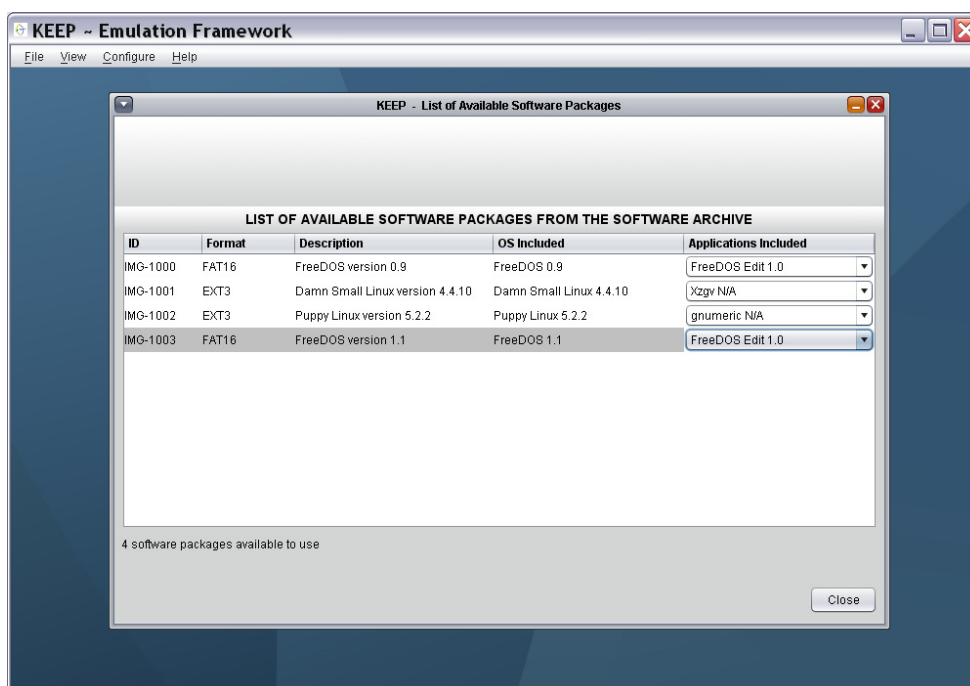 KEEP ~ Emulation Framework
File View Configure Help
KEEP - List of Available Software Packages
LIST OF AVAILABLE SOFTWARE PACKAGES FROM THE SOFTWARE ARCHIVE
ID Format Description OS Included Applications Included
IMG-1000 FAT16 FreeDOS version 0.9 FreeDOS 0.9 FreeDOS Edit 1.0
IMG-1001 EXT3 Damn Small Linux version 4.4.10 Damn Small Linux 4.4.10 Xzgv N/A
IMG-1002 EXT3 Puppy Linux version 5.2.2 Puppy Linux 5.2.2 gnumeric N/A
IMG-1003 FAT16 FreeDOS version 1.1 FreeDOS 1.1 FreeDOS Edit 1.0
4 software packages available to use
Close